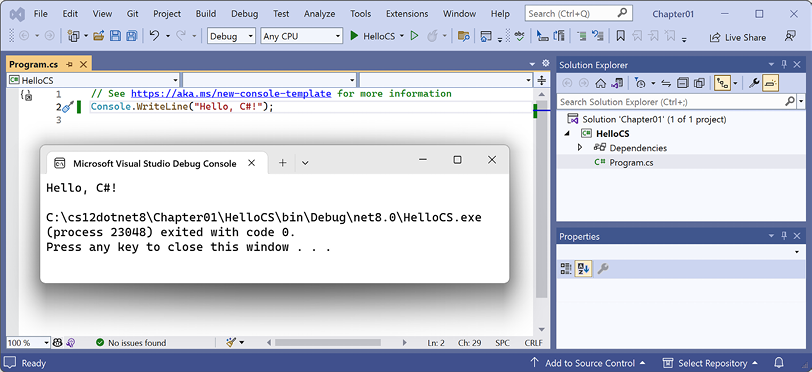 File Edit View Git Project Build Debug Test Analyze Tools Extensions Window Help Search (Ctrl+Q) Chapter01
Debug Any CPU HelloCS Live Share
Program.cs
HelloCS
1 // See https://aka.ms/new-console-template for more information
2 Console.WriteLine("Hello, C#!");
3
Microsoft Visual Studio Debug Console
Hello, C#!
C:\cs12dotnet8\Chapter01\HelloCS\bin\Debug\net8.0\HelloCS.exe
(process 23048) exited with code 0.
Press any key to close this window . . .
100 % No issues found Ln: 2 Ch: 29 SPC CRLF
Solution Explorer
Search Solution Explorer (Ctrl+;)
Solution 'Chapter01' (1 of 1 project)
HelloCS
Dependencies
C# Program.cs
Properties
Ready Add to Source Control Select Repository